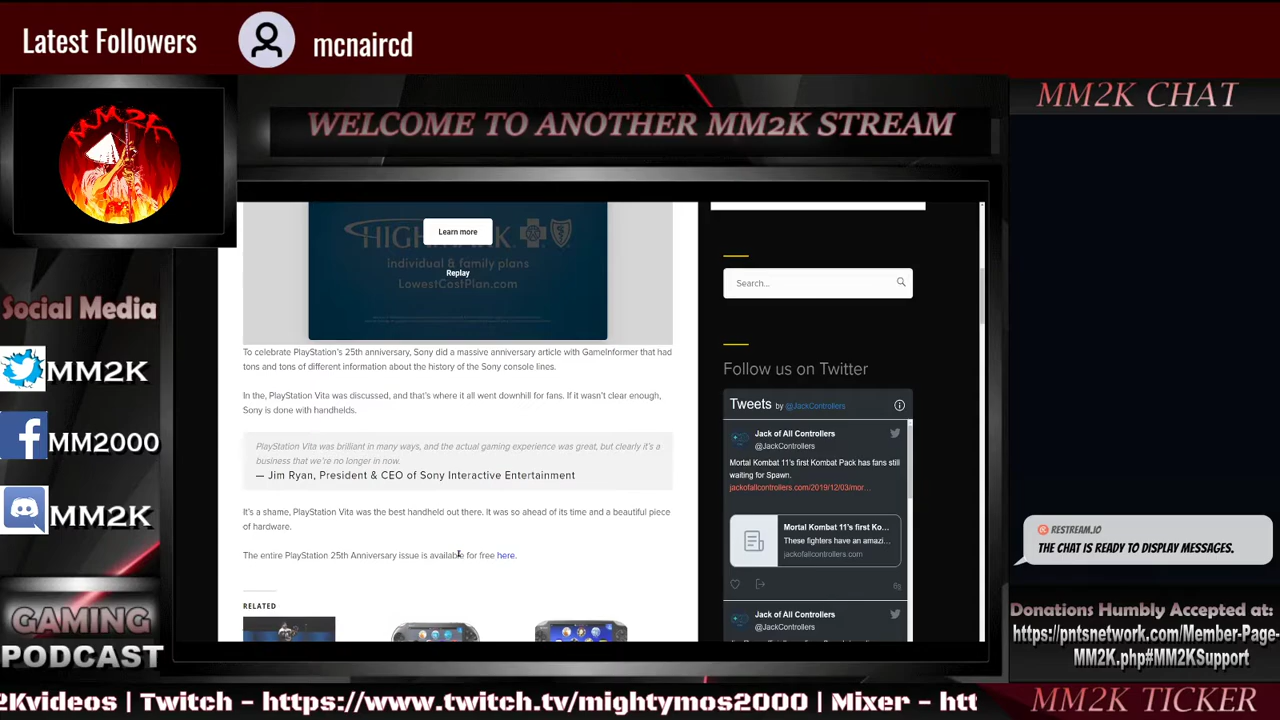 Latest Followers
mcnaircd
MM2K
WELCOME TO ANOTHER MM2K STREAM
MM2K CHAT
Social Media
MM2K
MM2000
MM2K
GAMING
PODCAST
HIGHMARK
Learn more
Individual & family plans
Replay
LowestCostPlan.com
To celebrate PlayStation's 25th anniversary, Sony did a massive anniversary article with GameInformer that had
tons and tons of different information about the history of the Sony console lines.
In the, PlayStation Vita was discussed, and that's where it all went downhill for fans. If it wasn't clear enough,
Sony is done with handhelds.
PlayStation Vita was brilliant in many ways, and the actual gaming experience was great, but clearly it's a
business that we're no longer in now.
— Jim Ryan, President & CEO of Sony Interactive Entertainment
It's a shame, PlayStation Vita was the best handheld out there. It was so ahead of its time and a beautiful piece
of hardware.
The entire PlayStation 25th Anniversary issue is available for free here.
RELATED
Search...
Follow us on Twitter
Tweets by @JackControllers
Jack of All Controllers
@JackControllers
Mortal Kombat 11's first Kombat Pack has fans still
waiting for Spawn.
jackofallcontrollers.com/2019/12/03/mor...
Mortal Kombat 11's first Ko...
These fighters have an amazi...
jackofallcontrollers.com
Jack of All Controllers
@JackControllers
RESTREAM.IO
THE CHAT IS READY TO DISPLAY MESSAGES.
Donations Humbly Accepted at:
https://pntsnetwork.com/Member-Page-
MM2K.php#MM2KSupport
2Kvideos | Twitch - https://www.twitch.tv/mightymos2000 | Mixer - htt
MM2K TICKER